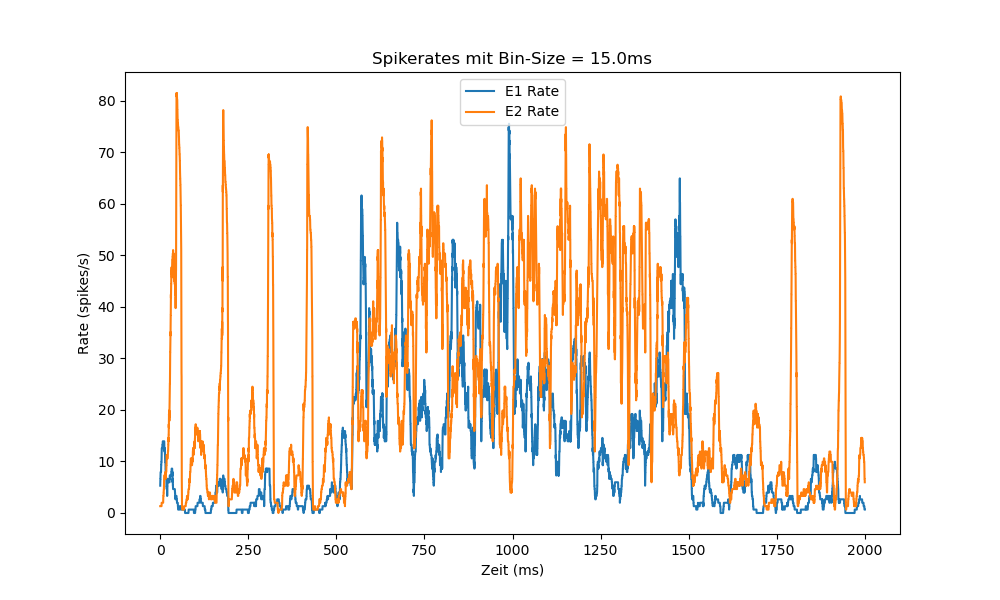 Spikerates mit Bin-Size = 15.0ms
E1 Rate
E2 Rate
Rate (spikes/s)
80
70
60
50
40
30
20
10
0
0 250 500 750 1000 1250 1500 1750 2000
Zeit (ms)